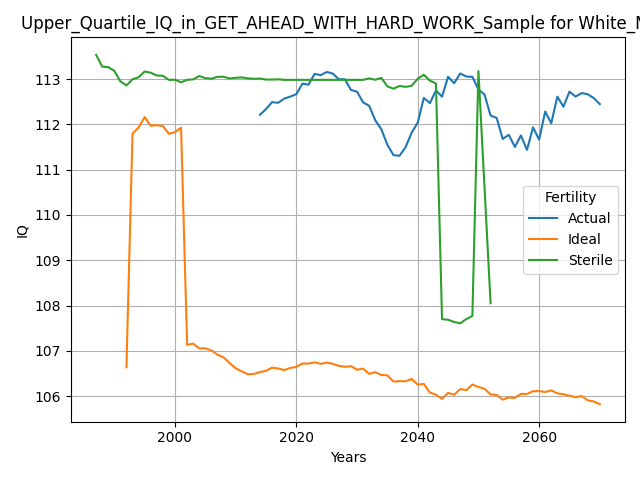 Upper_Quartile_IQ_in_GET_AHEAD_WITH_HARD_WORK_Sample for White_
113
112
111
110
109
108
107
106
IQ
Fertility
Actual
Ideal
Sterile
2000
2020
2040
2060
Years